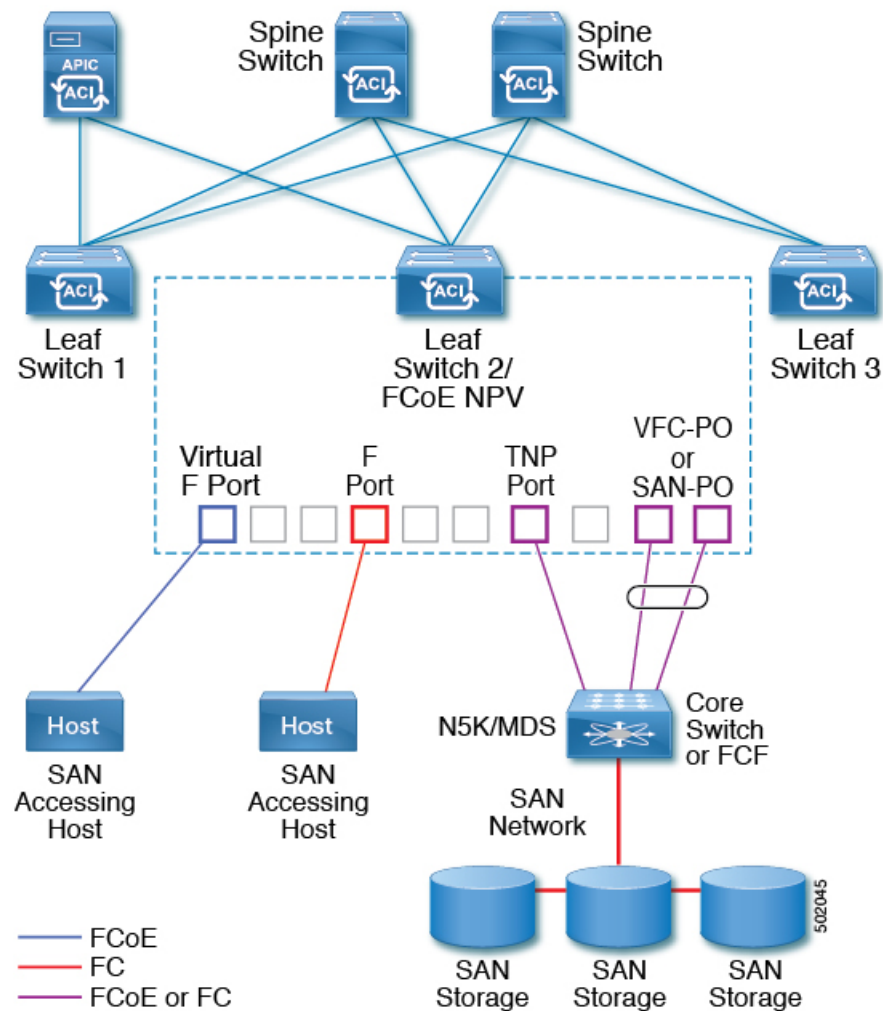 APIC
ACI
Spine
Switch
ACI
ACI
Spine
Switch
ACI
Leaf
Switch 1
ACI
Leaf
Switch 2/
FCoE NPV
ACI
Leaf
Switch 3
Virtual
F Port
F
Port
TNP
Port
VFC-PO
or
SAN-PO
Host
SAN
Accessing
Host
Host
SAN
Accessing
Host
N5K/MDS
Core
Switch
or FCF
SAN
Network
SAN
Storage
SAN
Storage
SAN
Storage
502045
FCoE
FC
FCoE or FC